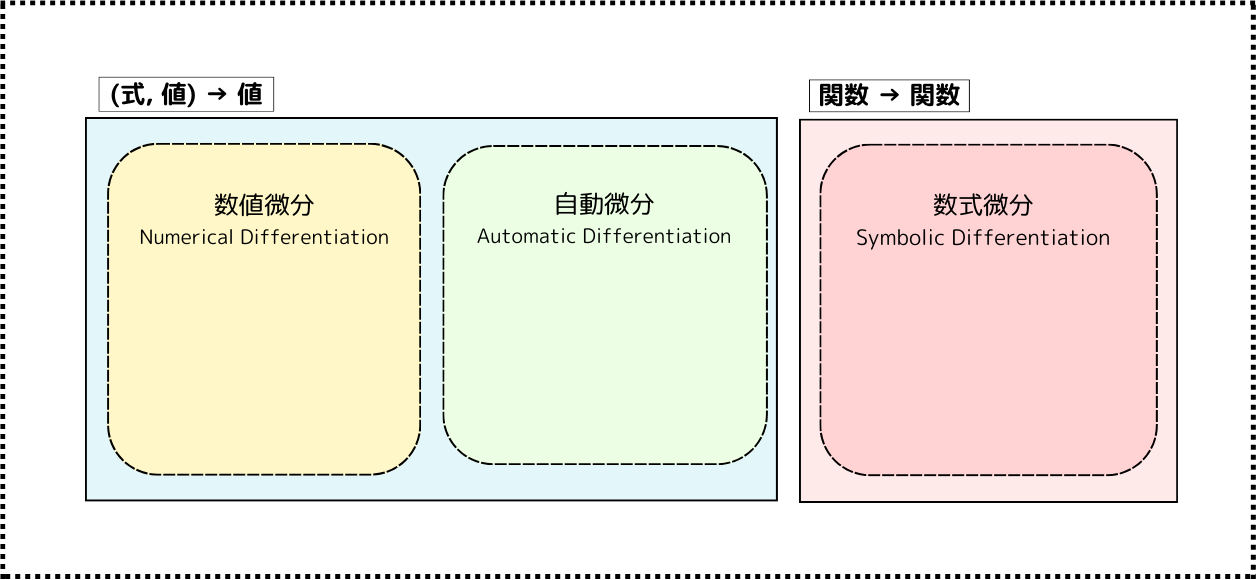 (式, 値) → 値
数値微分
Numerical Differentiation
自動微分
Automatic Differentiation
関数 → 関数
数式微分
Symbolic Differentiation